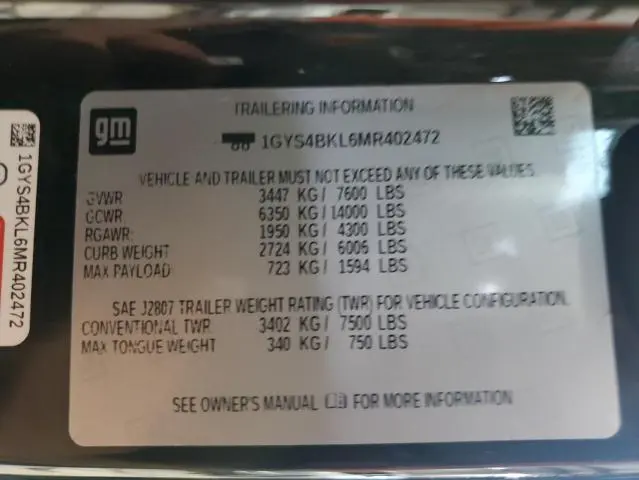 TRAILERING INFORMATION
gm
1GYS4BKL6MR402472
VEHICLE AND TRAILER MUST NOT EXCEED ANY OF THESE VALUES
GVWR: 3447 KG / 7600 LBS
GCWR: 6350 KG / 14000 LBS
RGAWR: 1950 KG / 4300 LBS
CURB WEIGHT: 2724 KG / 6006 LBS
MAX PAYLOAD: 723 KG / 1594 LBS
SAE J2807 TRAILER WEIGHT RATING (TWR) FOR VEHICLE CONFIGURATION.
CONVENTIONAL TWR: 3402 KG / 7500 LBS
MAX TONGUE WEIGHT: 340 KG / 750 LBS
SEE OWNER'S MANUAL FOR MORE INFORMATION
1GYS4BKL6MR402472